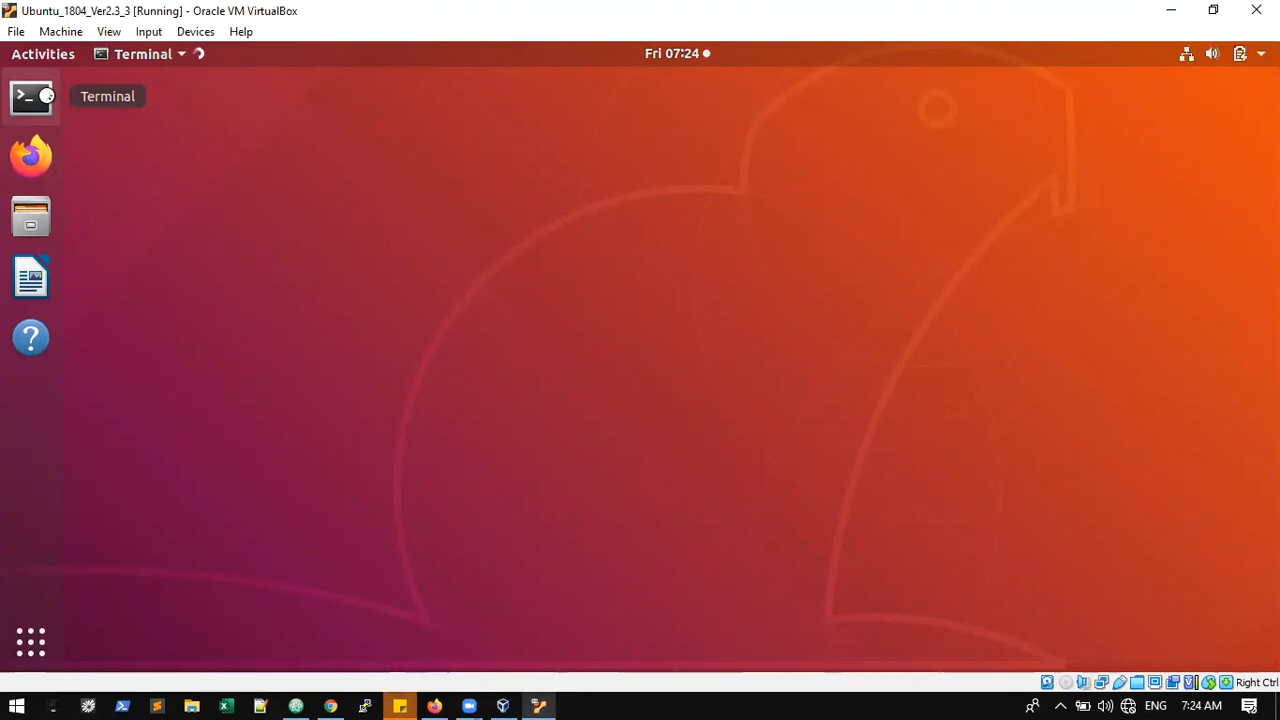 Ubuntu_1804_Ver2.3_3 [Running] - Oracle VM VirtualBox
File Machine View Input Devices Help
Activities Terminal Fri 07:24
Terminal
Right Ctrl
ENG 7:24 AM